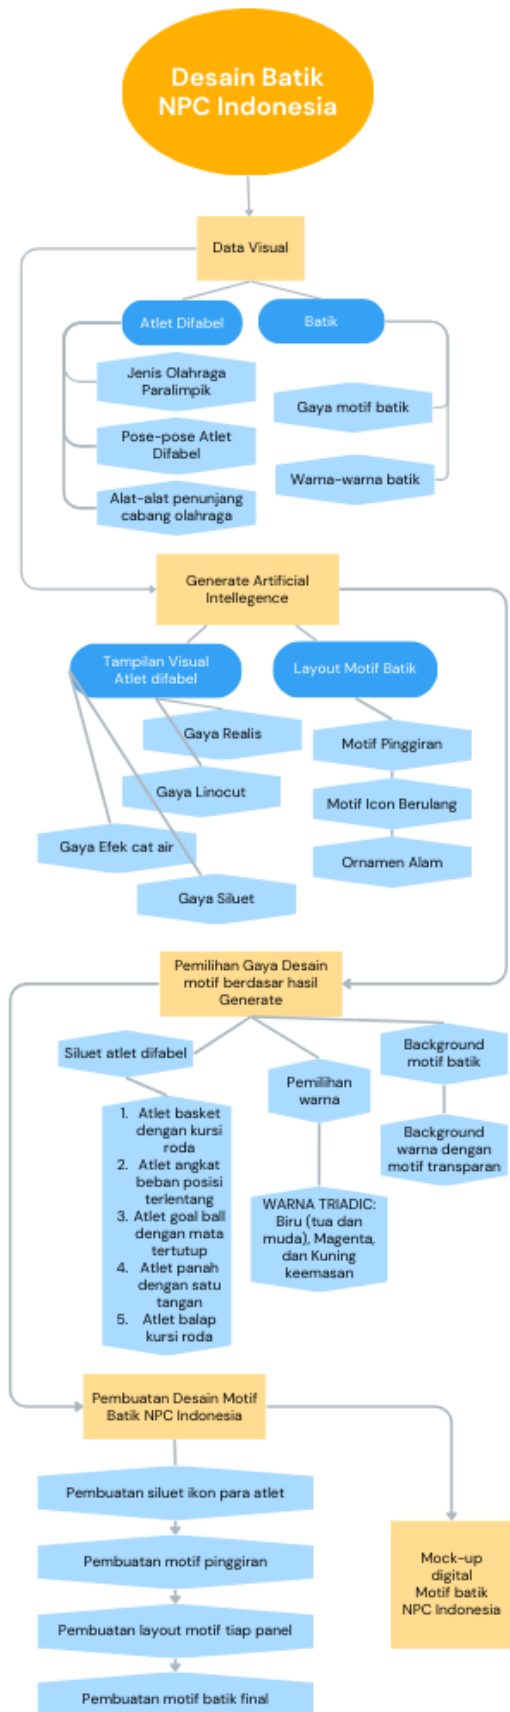 Desain Batik
NPC Indonesia
Data Visual
Atlet Difabel
Batik
Jenis Olahraga
Paralimpik
Gaya motif batik
Pose-pose Atlet
Difabel
Warna-warna batik
Alat-alat penunjang
cabang olahraga
Generate Artificial
Intellegence
Tampilan Visual
Atlet difabel
Layout Motif Batik
Gaya Realis
Motif Pinggiran
Gaya Linocut
Motif Icon Berulang
Gaya Efek cat air
Ornamen Alam
Gaya Siluet
Pemilihan Gaya Desain
motif berdasar hasil
Generate
Siluet atlet difabel
1. Atlet basket
dengan kursi
roda
2. Atlet angkat
beban posisi
terlentang
3. Atlet goal ball
dengan mata
tertutup
4. Atlet panah
dengan satu
tangan
5. Atlet balap
kursi roda
Pemilihan
warna
WARNA TRIADIC:
Biru (tua dan
muda), Magenta,
dan Kuning
keemasan
Background
motif batik
Background
warna dengan
motif transparan
Pembuatan Desain Motif
Batik NPC Indonesia
Pembuatan siluet ikon para atlet
Pembuatan motif pinggiran
Pembuatan layout motif tiap panel
Pembuatan motif batik final
Mock-up
digital
Motif batik
NPC Indonesia